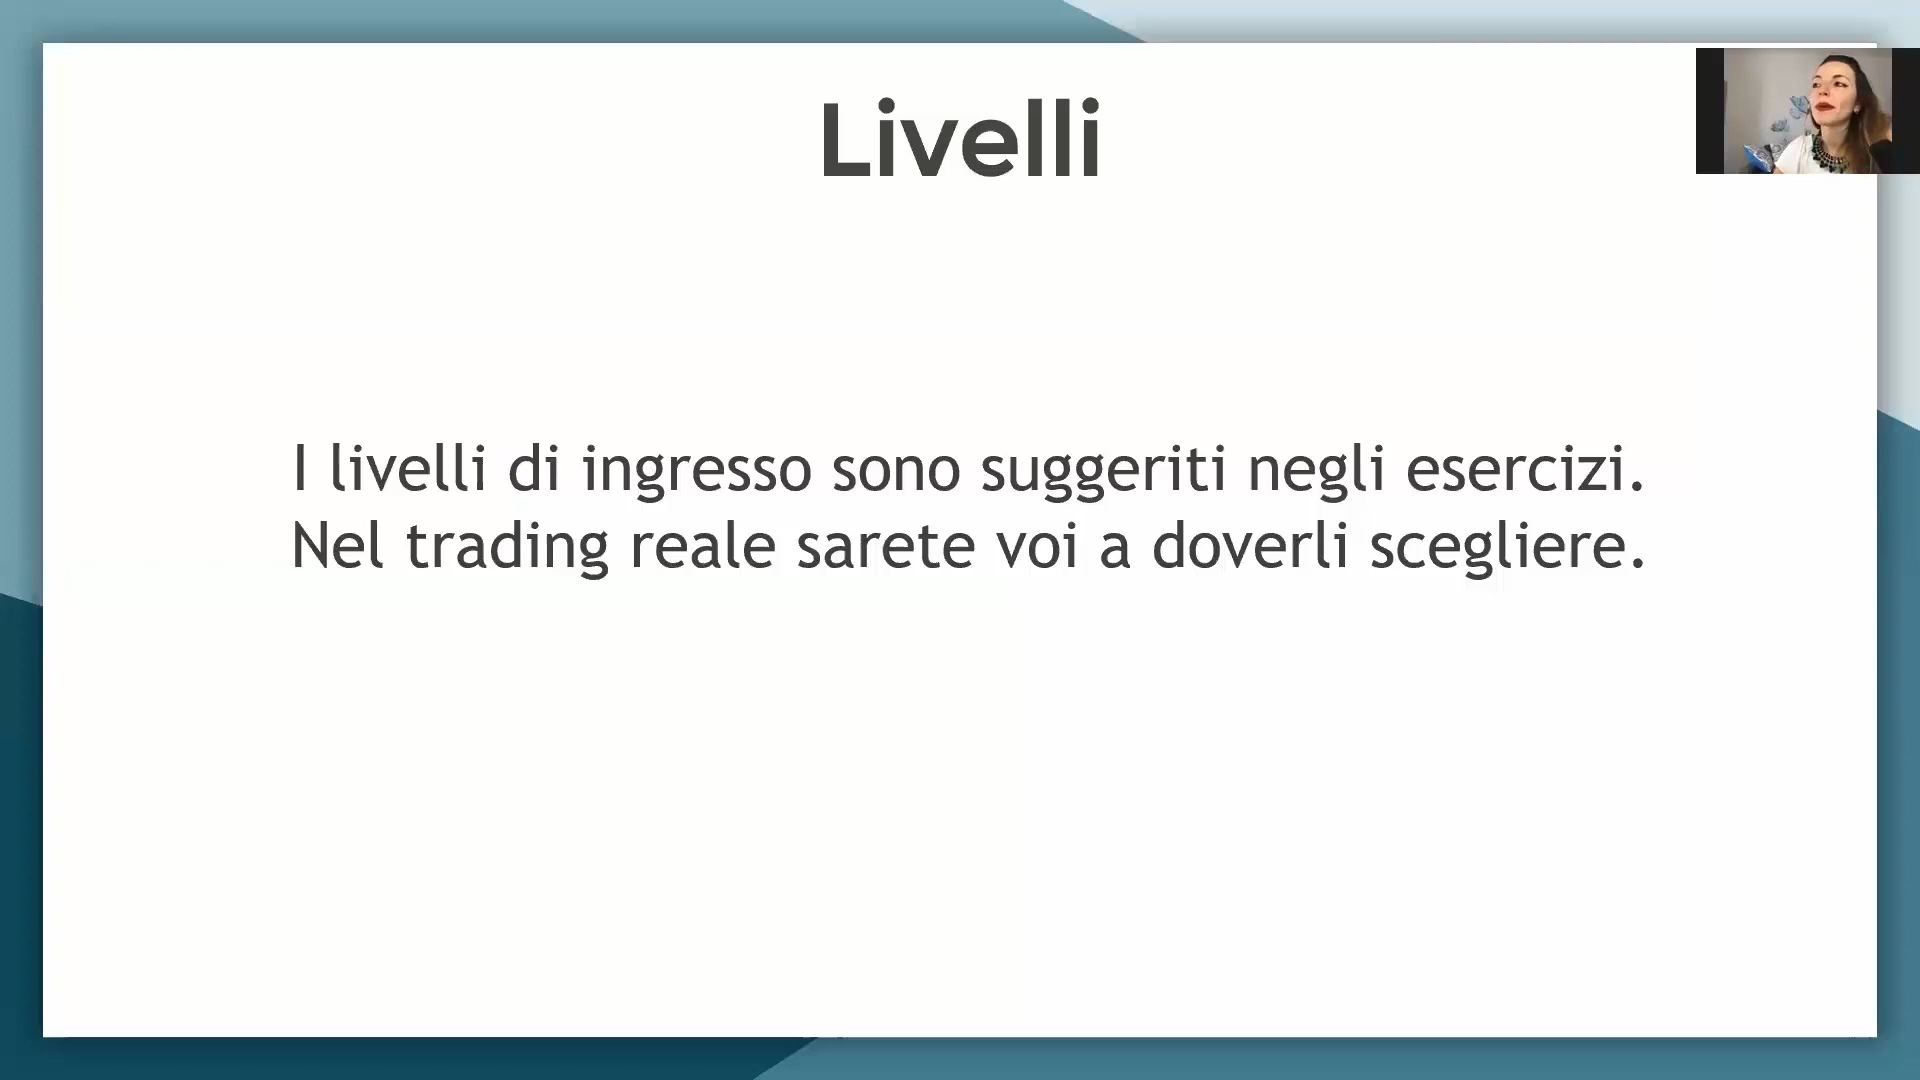 Livelli
I livelli di ingresso sono suggeriti negli esercizi.
Nel trading reale sarete voi a doverli scegliere.